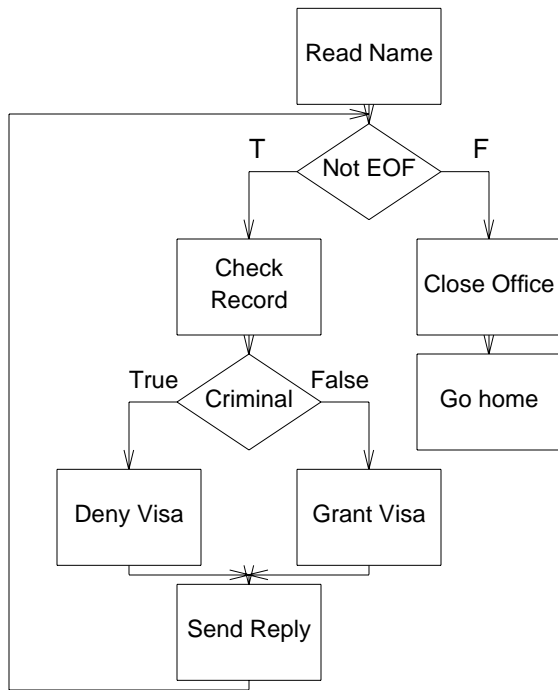 Read Name
T
Not EOF
F
Check
Record
Close Office
True
Criminal
False
Go home
Deny Visa
Grant Visa
Send Reply